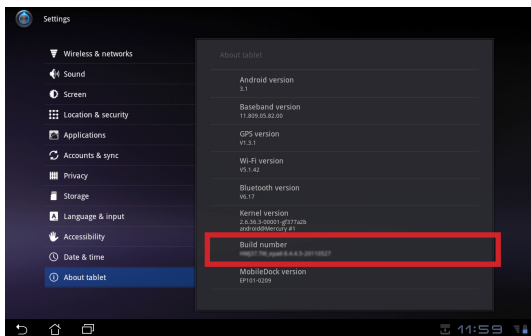 Settings
Wireless & networks
Sound
Screen
Location & security
Applications
Accounts & sync
Privacy
Storage
Language & input
Accessibility
Date & time
About tablet
About tablet
Android version
3.1
Baseband version
11.809.05.82.00
GPS version
V1.3.1
Wi-Fi version
V5.1.42
Bluetooth version
V6.17
Kernel version
2.6.36.3-00001-gf377a2b
android@Mercury #1
Build number
MobileDock version
EP101-0209
11:59